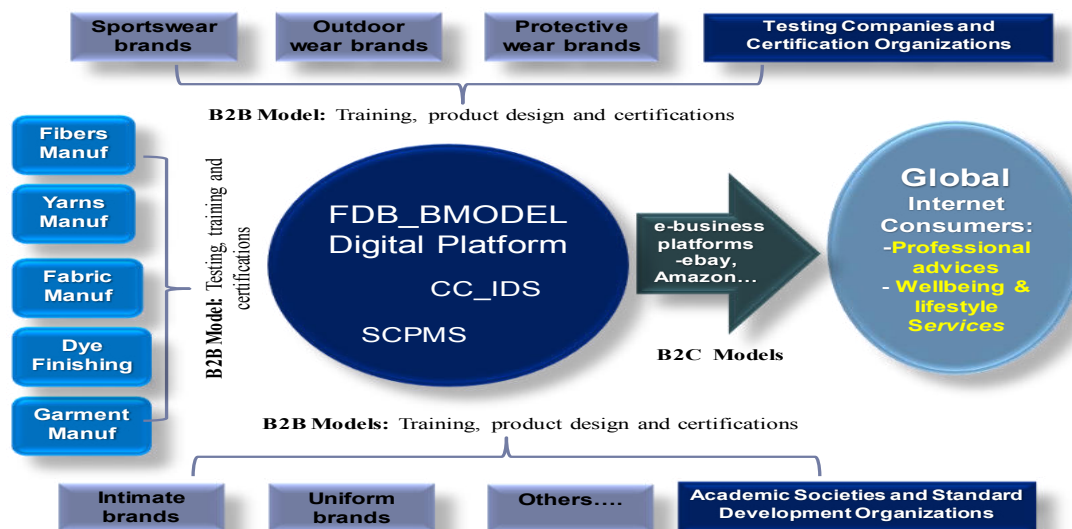 Sportswear
brands
Outdoor
wear brands
Protective
wear brands
Testing Companies and
Certification Organizations
B2B Model: Training, product design and certifications
Fibers
Manuf
Yarns
Manuf
Fabric
Manuf
Dye
Finishing
Garment
Manuf
B2B Model: Testing, training and
certifications
FDB_BMODEL
Digital Platform
CC_IDS
SCPMS
e-business
platforms
-ebay,
Amazon...
B2C Models
Global
Internet
Consumers:
-Professional
advices
- Wellbeing &
lifestyle
Services
B2B Models: Training, product design and certifications
Intimate
brands
Uniform
brands
Others....
Academic Societies and Standard
Development Organizations